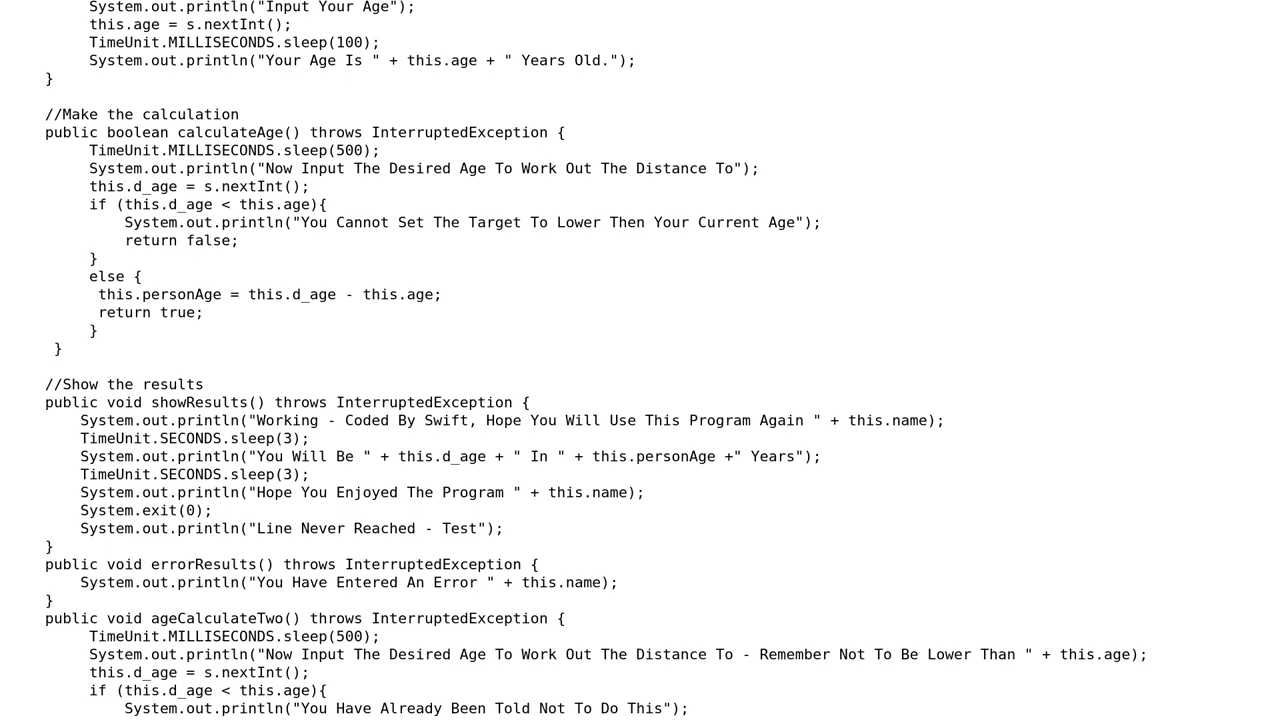 System.out.println("Input Your Age");
this.age = s.nextInt();
TimeUnit.MILLISECONDS.sleep(100);
System.out.println("Your Age Is " + this.age + " Years Old.");
}
//Make the calculation
public boolean calculateAge() throws InterruptedException {
TimeUnit.MILLISECONDS.sleep(500);
System.out.println("Now Input The Desired Age To Work Out The Distance To");
this.d_age = s.nextInt();
if (this.d_age < this.age){
System.out.println("You Cannot Set The Target To Lower Then Your Current Age");
return false;
}
else {
this.personAge = this.d_age - this.age;
return true;
}
}
//Show the results
public void showResults() throws InterruptedException {
System.out.println("Working - Coded By Swift, Hope You Will Use This Program Again " + this.name);
TimeUnit.SECONDS.sleep(3);
System.out.println("You Will Be " + this.d_age + " In " + this.personAge +" Years");
TimeUnit.SECONDS.sleep(3);
System.out.println("Hope You Enjoyed The Program " + this.name);
System.exit(0);
System.out.println("Line Never Reached - Test");
}
public void errorResults() throws InterruptedException {
System.out.println("You Have Entered An Error " + this.name);
}
public void ageCalculateTwo() throws InterruptedException {
TimeUnit.MILLISECONDS.sleep(500);
System.out.println("Now Input The Desired Age To Work Out The Distance To - Remember Not To Be Lower Than " + this.age);
this.d_age = s.nextInt();
if (this.d_age < this.age){
System.out.println("You Have Already Been Told Not To Do This");